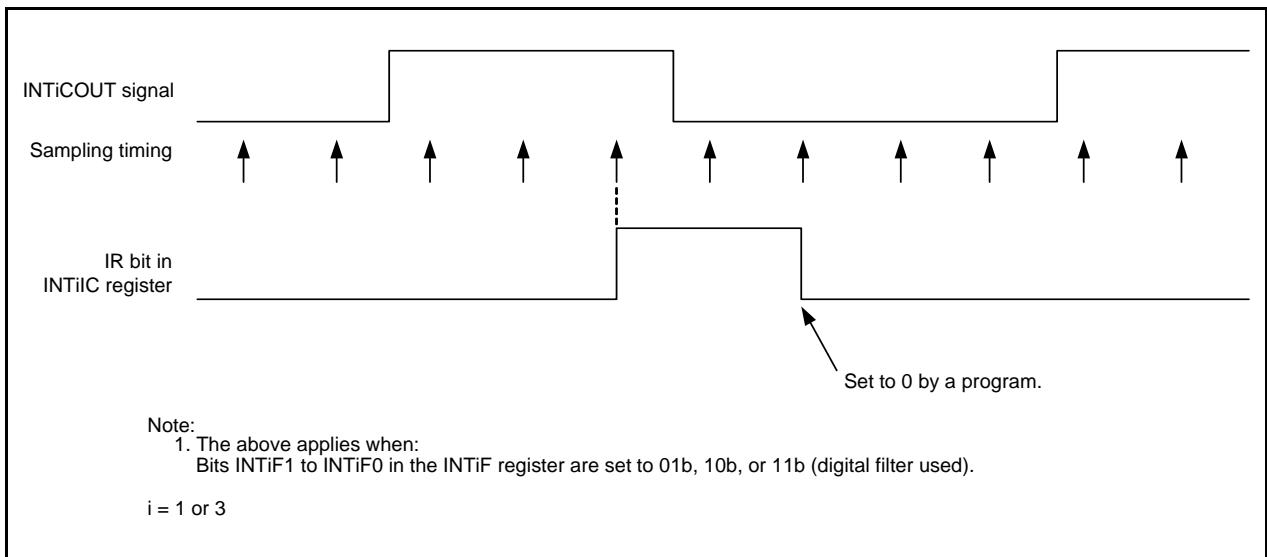 INTiCOUT signal
Sampling timing
IR bit in
INTiIC register
Set to 0 by a program.
Note:
1. The above applies when:
Bits INTiF1 to INTiF0 in the INTiF register are set to 01b, 10b, or 11b (digital filter used).
i = 1 or 3